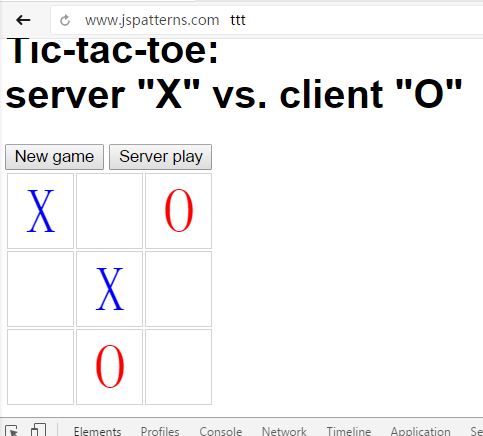 www.jspatterns.com ttt
Tic-tac-toe:
server "X" vs. client "O"
New game Server play
X O
X
O
Elements Profiles Console Network Timeline Application